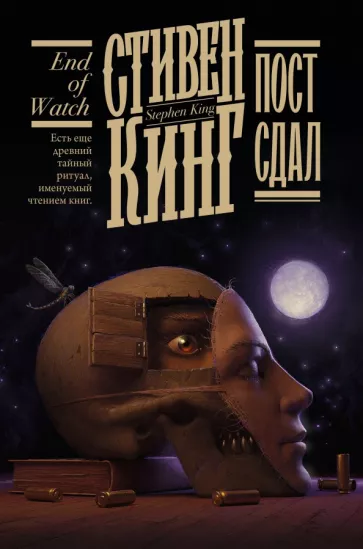 End
of
Watch
СТИВЕН
Stephen King
КИНГ
ПОСТ
СДАЛ
Есть еще
древний
тайный
ритуал,
именуемый
чтением книг.